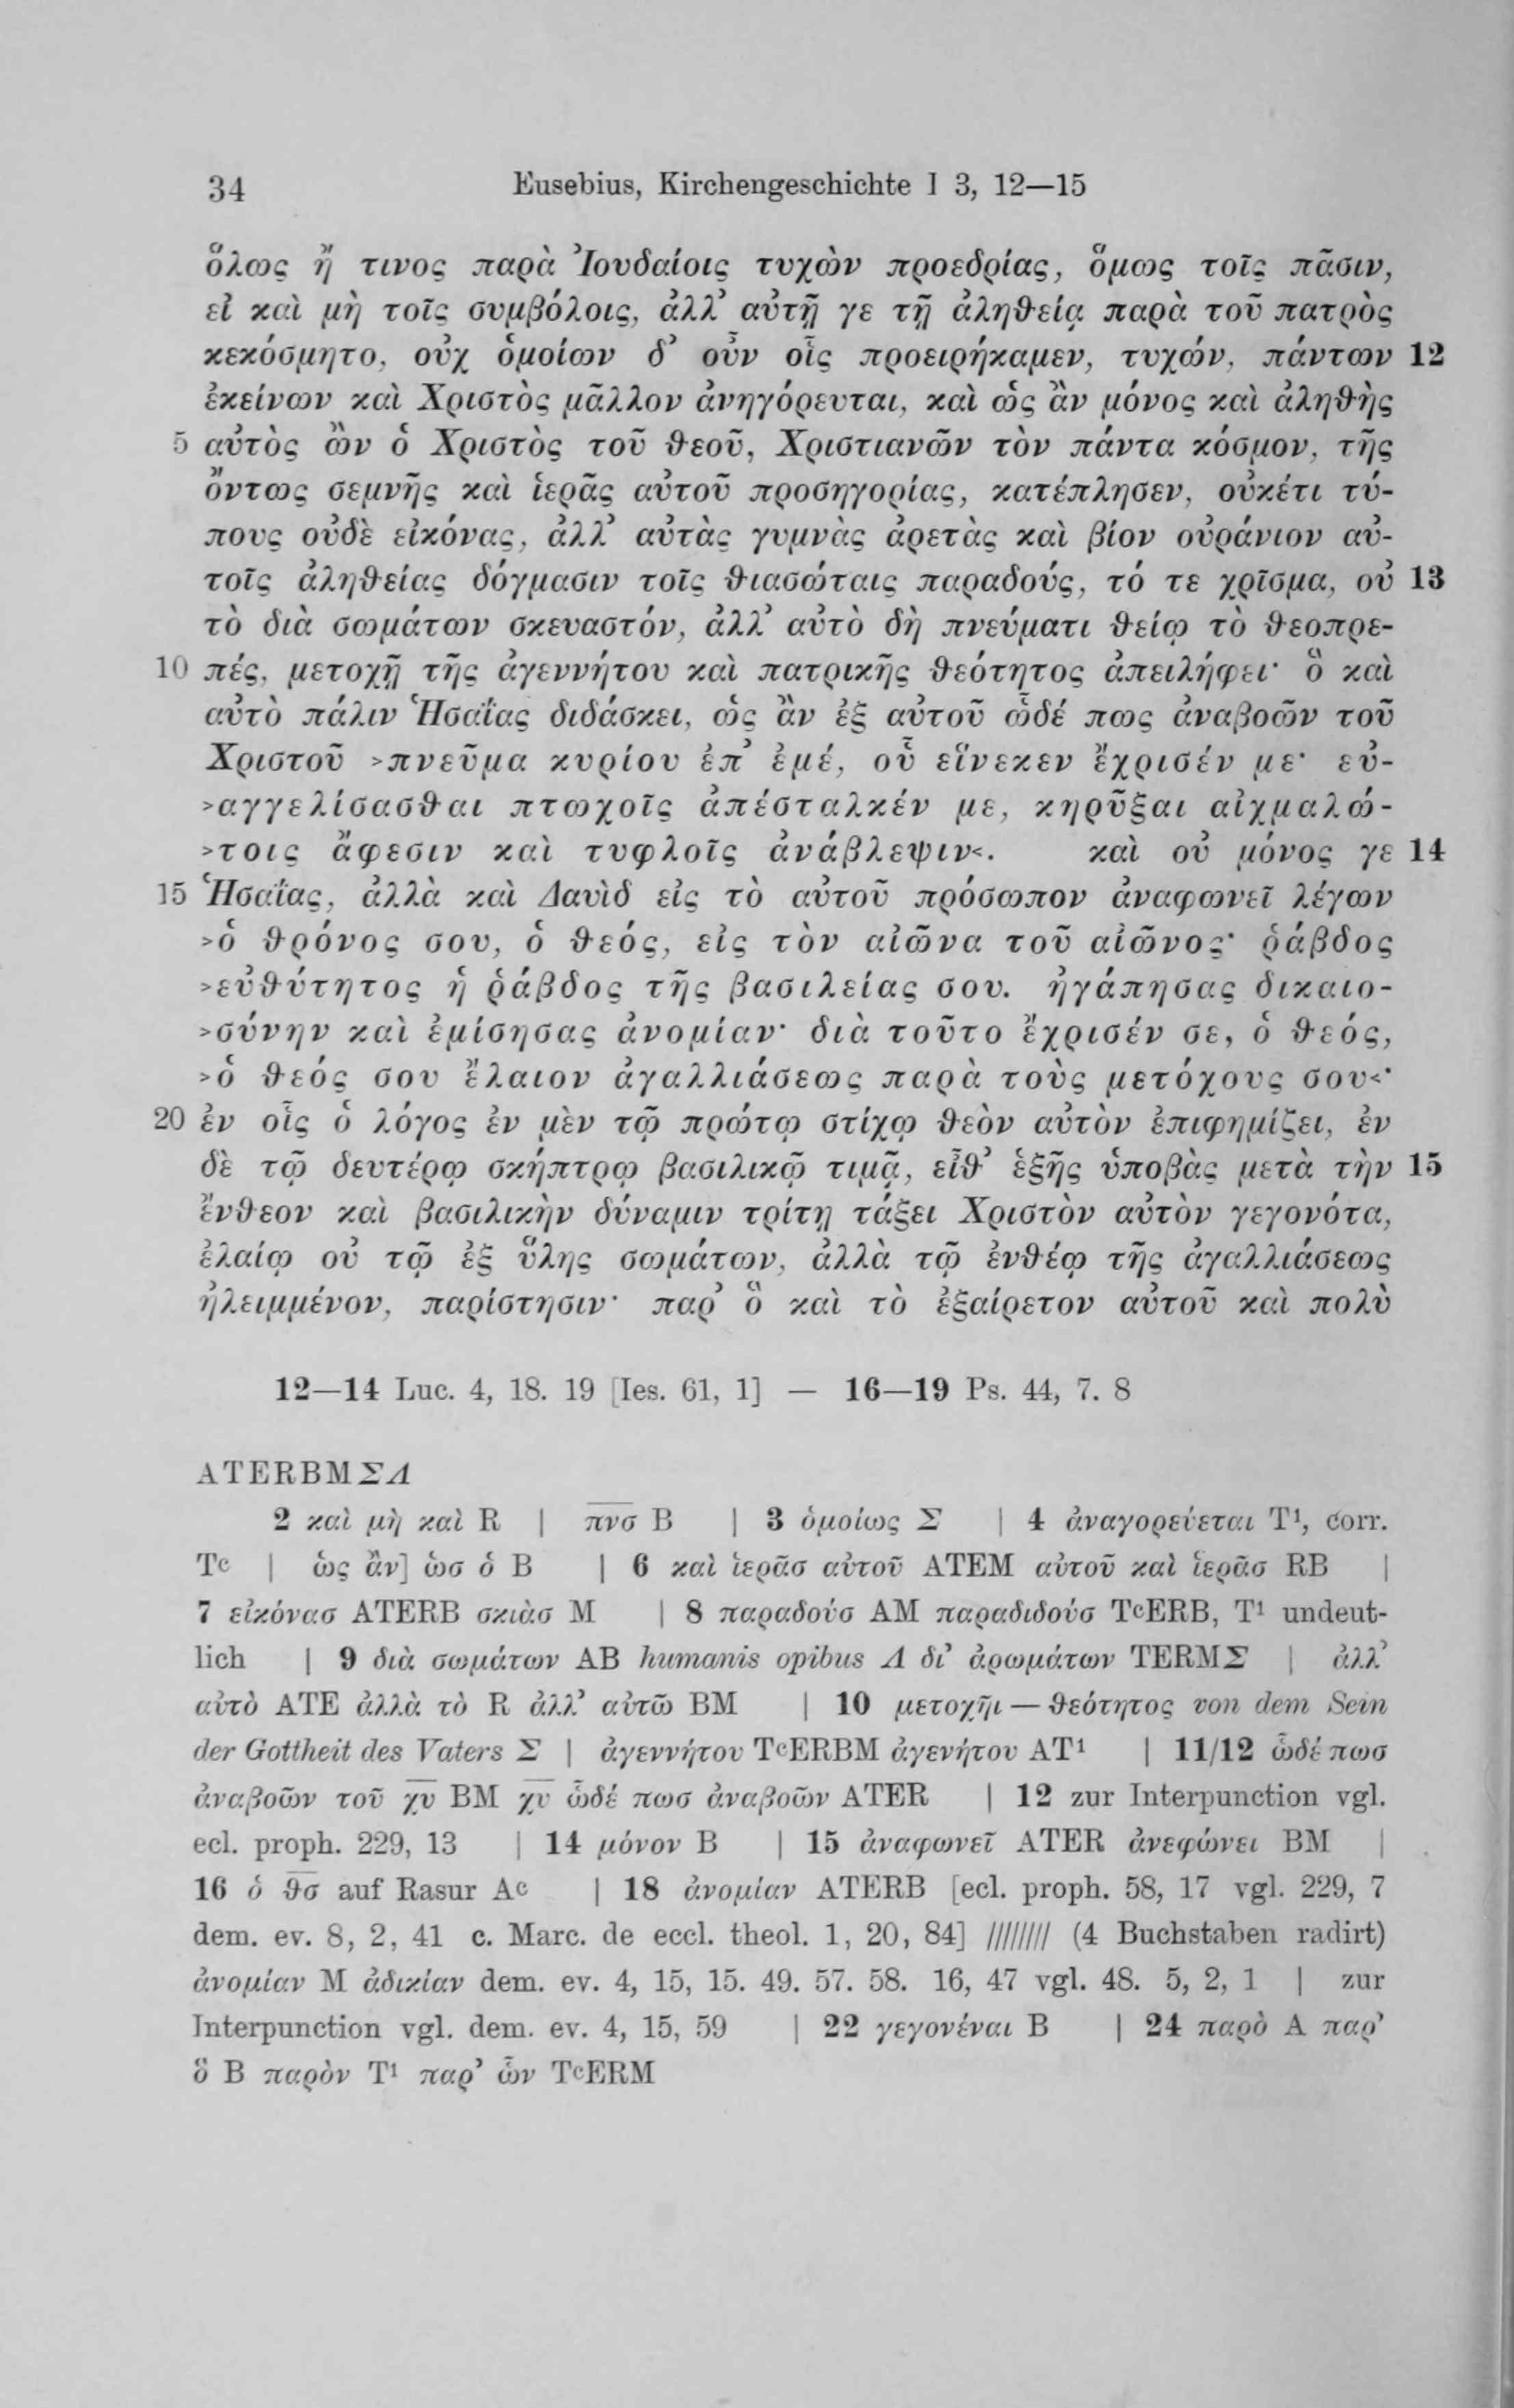 34 Eusebius, Kirchengeschichte I 3, 12—15
ὅλως ἤ τινος παρὰ Ἰουδαίοις τυχὼν προεδρίας, ὅμως τοῖς πᾶσιν,
εἰ καὶ μὴ τοῖς συμβόλοις, ἀλλ’ αὐτῇ γε τῇ ἀληθείᾳ παρὰ τοῦ πατρὸς
κεκόσμητο, οὐχ ὁμοίων δ’ οὖν οἷς προειρήκαμεν, τυχών, πάντων 12
ἐκείνων καὶ Χριστὸς μᾶλλον ἀνηγόρευται, καὶ ὡς ἂν μόνος καὶ ἀληθὴς
5 αὐτὸς ὢν ὁ Χριστὸς τοῦ θεοῦ, Χριστιανῶν τὸν πάντα κόσμον, τῆς
ὄντως σεμνῆς καὶ ἱερᾶς αὐτοῦ προσηγορίας, κατέπλησεν, οὐκέτι τύ-
πους οὐδὲ εἰκόνας, ἀλλ’ αὐτὰς γυμνὰς ἀρετὰς καὶ βίον οὐράνιον αὐ-
τοῖς ἀληθείας δόγμασιν τοῖς θιασώταις παραδούς, τό τε χρῖσμα, οὐ 13
τὸ διὰ σωμάτων σκευαστόν, ἀλλ’ αὐτὸ δὴ πνεύματι θείῳ τὸ θεοπρε-
10 πές, μετοχῇ τῆς ἀγεννήτου καὶ πατρικῆς θεότητος ἀπειλήφει· ὃ καὶ
αὐτὸ πάλιν Ἡσαΐας διδάσκει, ὡς ἂν ἐξ αὐτοῦ ὧδέ πως ἀναβοῶν τοῦ
Χριστοῦ >πνεῦμα κυρίου ἐπ’ ἐμέ, οὗ εἵνεκεν ἔχρισέν με· εὐ-
>αγγελίσασθαι πτωχοῖς ἀπέσταλκέν με, κηρῦξαι αἰχμαλώ-
>τοις ἄφεσιν καὶ τυφλοῖς ἀνάβλεψιν<. καὶ οὐ μόνος γε 14
15 Ἡσαΐας, ἀλλὰ καὶ Δαυὶδ εἰς τὸ αὐτοῦ πρόσωπον ἀναφωνεῖ λέγων
>ὁ θρόνος σου, ὁ θεός, εἰς τὸν αἰῶνα τοῦ αἰῶνος· ῥάβδος
>εὐθύτητος ἡ ῥάβδος τῆς βασιλείας σου. ἠγάπησας δικαιο-
>σύνην καὶ ἐμίσησας ἀνομίαν· διὰ τοῦτο ἔχρισέν σε, ὁ θεός,
>ὁ θεός σου ἔλαιον ἀγαλλιάσεως παρὰ τοὺς μετόχους σου<·
20 ἐν οἷς ὁ λόγος ἐν μὲν τῷ πρώτῳ στίχῳ θεὸν αὐτὸν ἐπιφημίζει, ἐν
δὲ τῷ δευτέρῳ σκήπτρῳ βασιλικῷ τιμᾷ, εἶθ’ ἑξῆς ὑποβὰς μετὰ τὴν 15
ἔνθεον καὶ βασιλικὴν δύναμιν τρίτῃ τάξει Χριστὸν αὐτὸν γεγονότα,
ἐλαίῳ οὐ τῷ ἐξ ὕλης σωμάτων, ἀλλὰ τῷ ἐνθέῳ τῆς ἀγαλλιάσεως
ἠλειμμένον, παρίστησιν· παρ’ ὃ καὶ τὸ ἐξαίρετον αὐτοῦ καὶ πολὺ
12—14 Luc. 4, 18. 19 [Ies. 61, 1] — 16—19 Ps. 44, 7. 8
ATERBMΣΛ
2 καὶ μὴ καὶ R | πνσ B | 3 ὁμοίως Σ | 4 ἀναγορεύεται T¹, corr.
Tᶜ | ὡς ἂν] ὡσ ὁ B | 6 καὶ ἱερᾶσ αὐτοῦ ATEM αὐτοῦ καὶ ἱερᾶσ RB |
7 εἰκόνασ ATERB σκιὰσ M | 8 παραδούσ AM παραδιδούσ TᶜERB, T¹ undeut-
lich | 9 διὰ σωμάτων AB humanis opibus Λ δι’ ἀρωμάτων TERMΣ | ἀλλ’
αὐτὸ ATE ἀλλὰ τὸ R ἀλλ’ αὐτῶ BM | 10 μετοχῆι — θεότητος von dem Sein
der Gottheit des Vaters Σ | ἀγεννήτου TᶜERBM ἀγενήτου AT¹ | 11/12 ὧδέ πωσ
ἀναβοῶν τοῦ χυ BM χυ ὧδέ πωσ ἀναβοῶν ATER | 12 zur Interpunction vgl.
ecl. proph. 229, 13 | 14 μόνον B | 15 ἀναφωνεῖ ATER ἀνεφώνει BM |
16 ὁ θσ auf Rasur Aᶜ | 18 ἀνομίαν ATERB [ecl. proph. 58, 17 vgl. 229, 7
dem. ev. 8, 2, 41 c. Marc. de eccl. theol. 1, 20, 84] //////// (4 Buchstaben radirt)
ἀνομίαν M ἀδικίαν dem. ev. 4, 15, 15. 49. 57. 58. 16, 47 vgl. 48. 5, 2, 1 | zur
Interpunction vgl. dem. ev. 4, 15, 59 | 22 γεγονέναι B | 24 παρὸ A παρ’
ὃ B παρὸν T¹ παρ’ ὧν TᶜERM